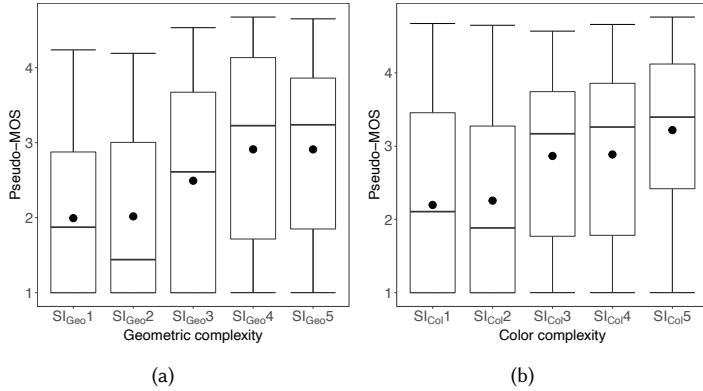 4
3
2
1
Pseudo−MOS
SI_Geo1 SI_Geo2 SI_Geo3 SI_Geo4 SI_Geo5
Geometric complexity
(a)
4
3
2
1
Pseudo−MOS
SI_Col1 SI_Col2 SI_Col3 SI_Col4 SI_Col5
Color complexity
(b)